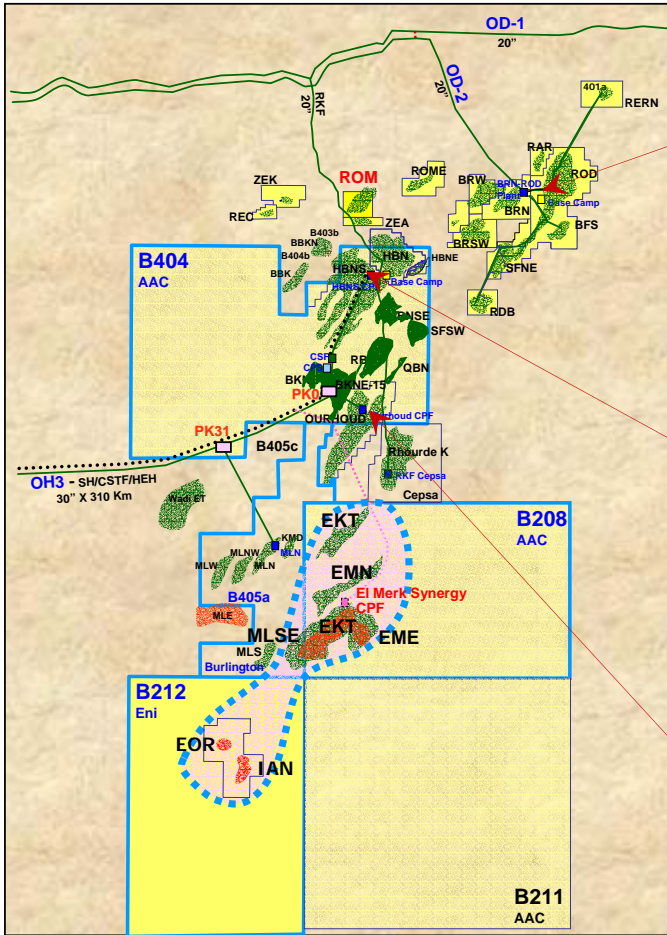 OD-1
20”
OD-2
20”
RKF
20”
401a
RERN
RAR
ROD
ROM
ROME
ZEK
REC
ZEA
BRW
BRN-ROD
Plant
Base Camp
BRN
BFS
BRSW
SFNE
RDB
B403b
BBKN
B404b
BBK
HBN
HBNE
HBNS
HBNS CPF
Base Camp
B404
AAC
SFSW
QBN
CSF
CPF
BKN
BKNE-15
PK0
OURHOUD
Ourhoud CPF
PK31
B405c
Rhourde K
RKF Cepsa
Cepsa
OH3 - SH/CSTF/HEH
30” X 310 Km
Wadi ET
KMD
MLN
MLNW
MLW
MLN
B405a
MLE
MLSE
MLS
Burlington
B208
AAC
EKT
EMN
El Merk Synergy
CPF
EKT
EME
B212
Eni
EOR
IAN
B211
AAC